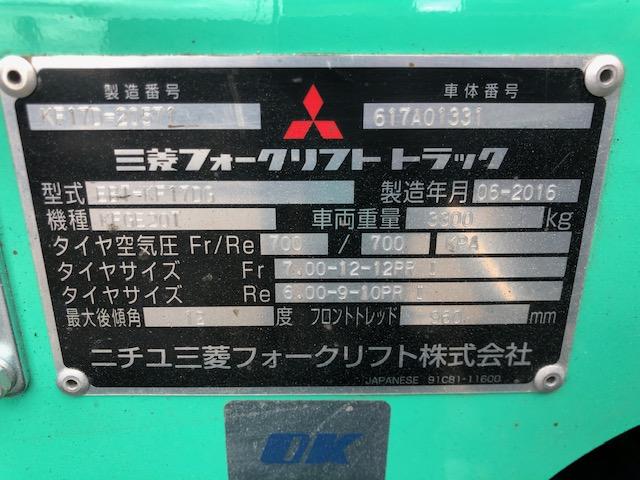 製造番号 車体番号
617A01331
三菱フォークリフト トラック
型式 製造年月 06-2016
機種 車両重量 3300 kg
タイヤ空気圧 Fr/Re 700 / 700 KPA
タイヤサイズ Fr 7.00-12-12PR I
タイヤサイズ Re 6.00-9-10PR I
最大後傾角 12 度 フロントトレッド 960 mm
ニチユ三菱フォークリフト株式会社
JAPANESE 91C81-11600
OK